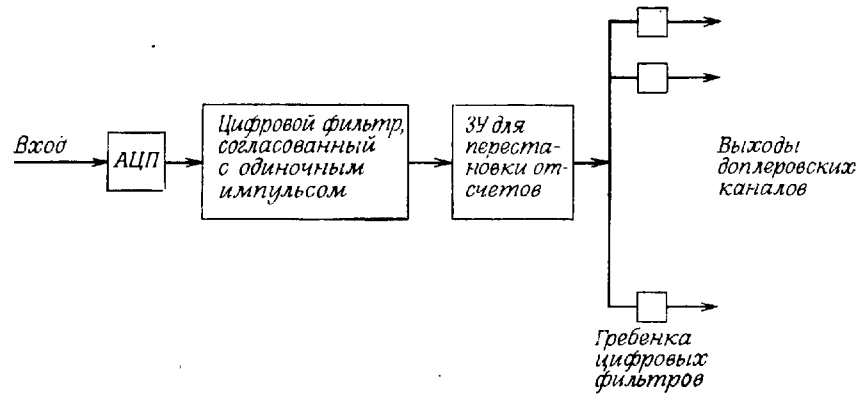 Вход
АЦП
Цифровой фильтр,
согласованный
с одиночным
импульсом
ЗУ для
переста-
новки от-
счетов
Выходы
доплеровских
каналов
Гребенка
цифровых
фильтров